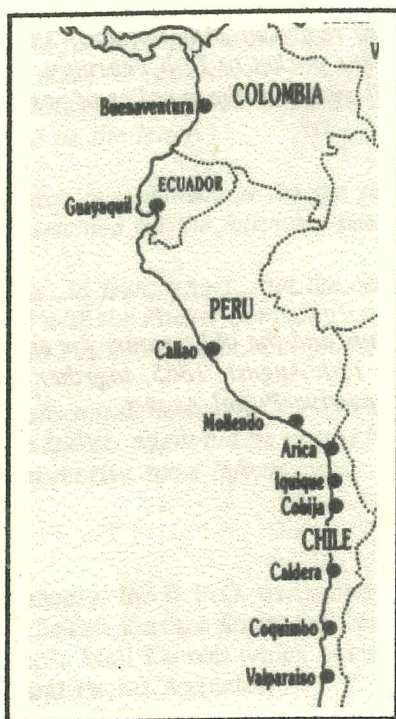 COLOMBIA
Buenaventura
ECUADOR
Guayaquil
PERU
Callao
Mollendo
Arica
Iquique
Cobija
CHILE
Caldera
Coquimbo
Valparaiso